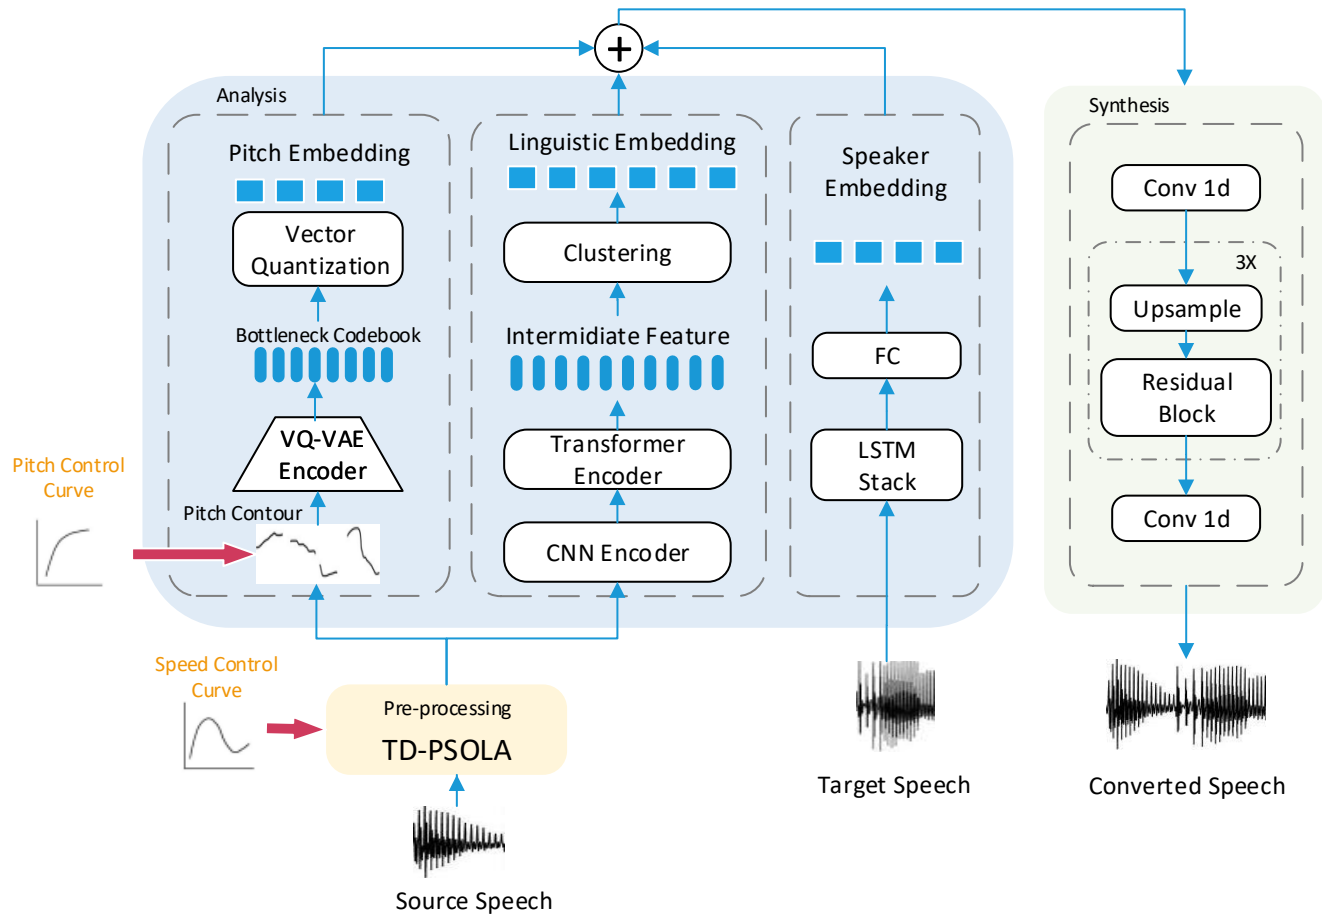 +
Analysis
Synthesis
Pitch Embedding
Vector
Quantization
Bottleneck Codebook
VQ-VAE
Encoder
Pitch Contour
Linguistic Embedding
Clustering
Intermidiate Feature
Transformer
Encoder
CNN Encoder
Speaker
Embedding
FC
LSTM
Stack
Conv 1d
3X
Upsample
Residual
Block
Conv 1d
Pitch Control
Curve
Speed Control
Curve
Pre-processing
TD-PSOLA
Source Speech
Target Speech
Converted Speech